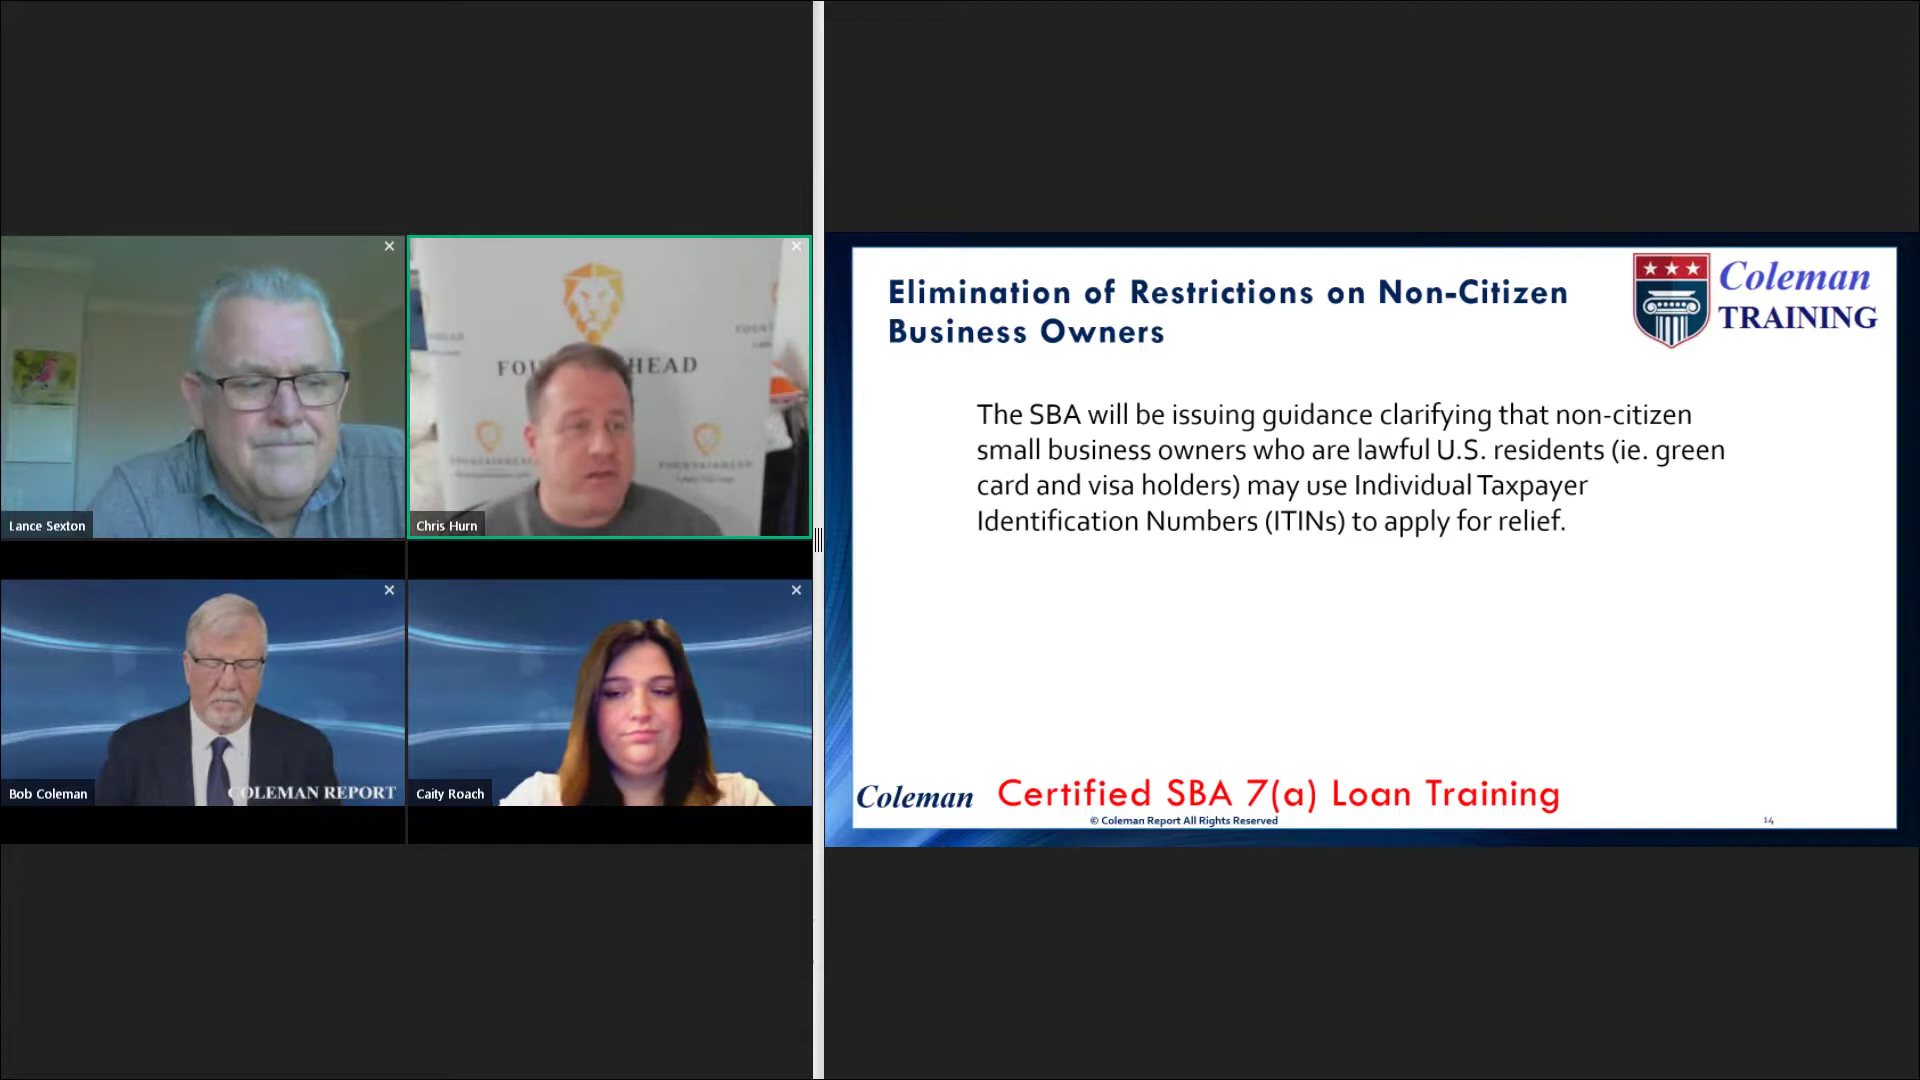 FOUNTAINHEAD
Lance Sexton
Chris Hurn
COLEMAN REPORT
Bob Coleman
Caity Roach
Elimination of Restrictions on Non-Citizen
Business Owners
Coleman
TRAINING
The SBA will be issuing guidance clarifying that non-citizen
small business owners who are lawful U.S. residents (ie. green
card and visa holders) may use Individual Taxpayer
Identification Numbers (ITINs) to apply for relief.
Coleman
Certified SBA 7(a) Loan Training
© Coleman Report All Rights Reserved
14